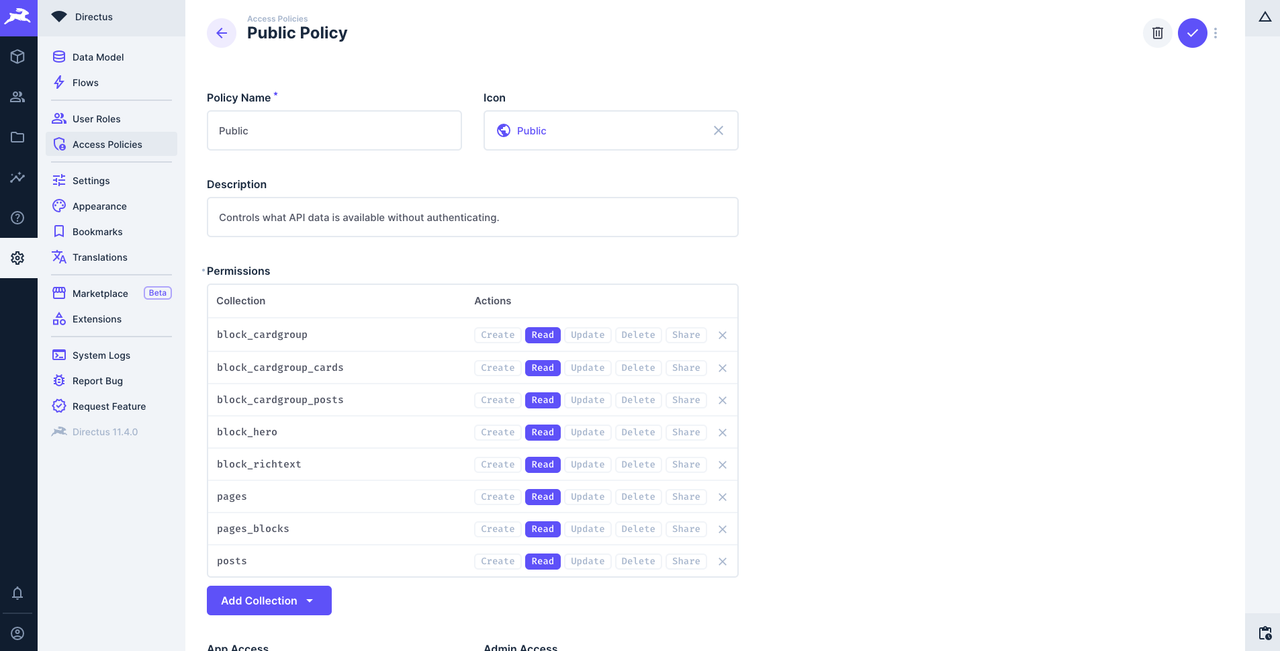 Directus
Data Model
Flows
User Roles
Access Policies
Settings
Appearance
Bookmarks
Translations
Marketplace Beta
Extensions
System Logs
Report Bug
Request Feature
Directus 11.4.0
Access Policies
Public Policy
Policy Name * Icon
Public Public
Description
Controls what API data is available without authenticating.
* Permissions
Collection Actions
block_cardgroup Create Read Update Delete Share
block_cardgroup_cards Create Read Update Delete Share
block_cardgroup_posts Create Read Update Delete Share
block_hero Create Read Update Delete Share
block_richtext Create Read Update Delete Share
pages Create Read Update Delete Share
pages_blocks Create Read Update Delete Share
posts Create Read Update Delete Share
Add Collection
App Access Admin Access